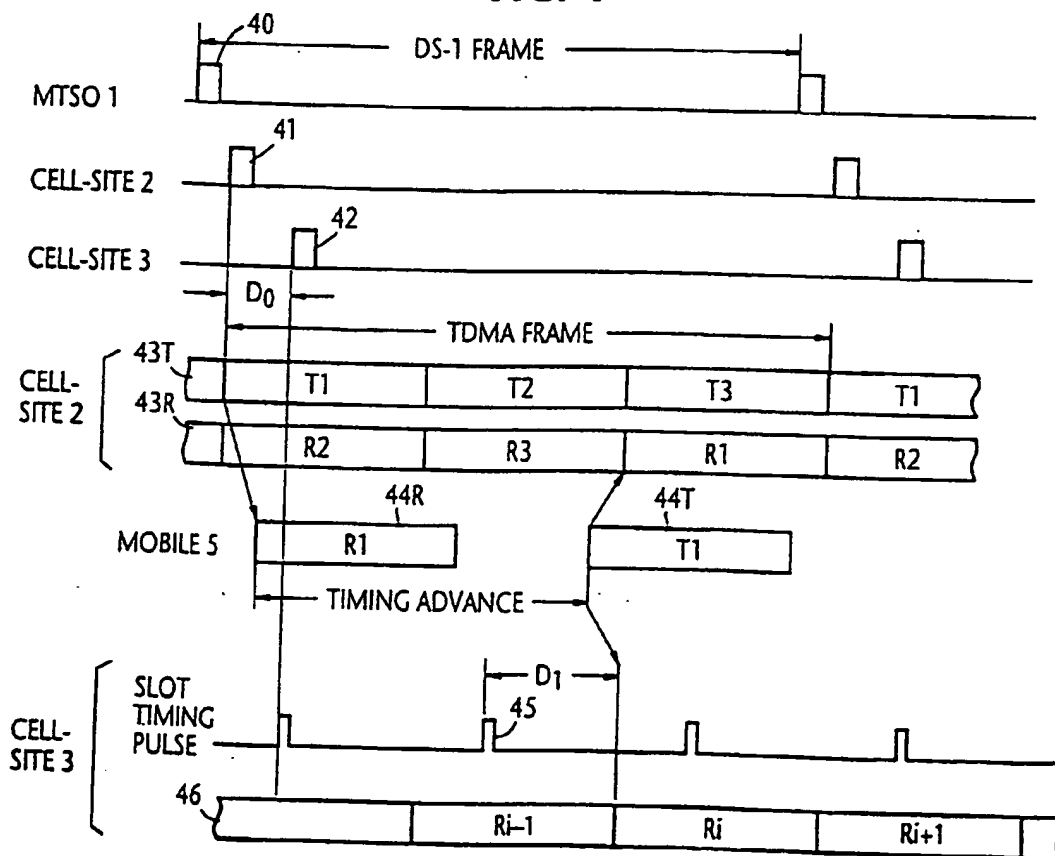 40
DS-1 FRAME
MTSO 1
41
CELL-SITE 2
42
CELL-SITE 3
D0
TDMA FRAME
CELL-SITE 2
43T
T1 T2 T3 T1
43R
R2 R3 R1 R2
44R
44T
MOBILE 5
R1
T1
TIMING ADVANCE
D1
CELL-SITE 3
SLOT
TIMING
PULSE
45
46
Ri–1 Ri Ri+1